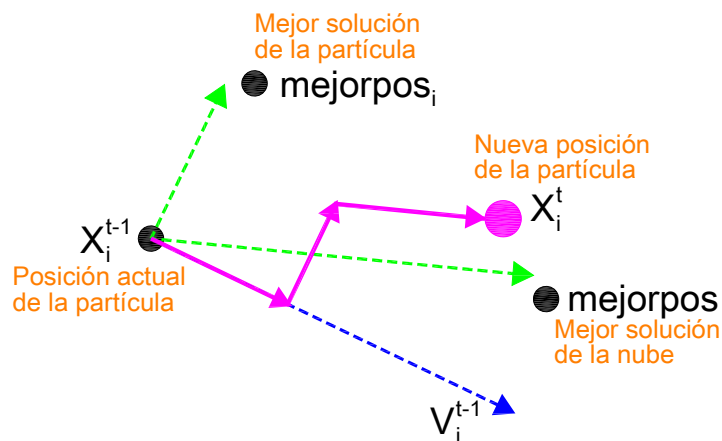 Mejor solución
de la partícula
mejorpos_i
Nueva posición
de la partícula
X_i^t
X_i^{t-1}
Posición actual
de la partícula
mejorpos
Mejor solución
de la nube
V_i^{t-1}